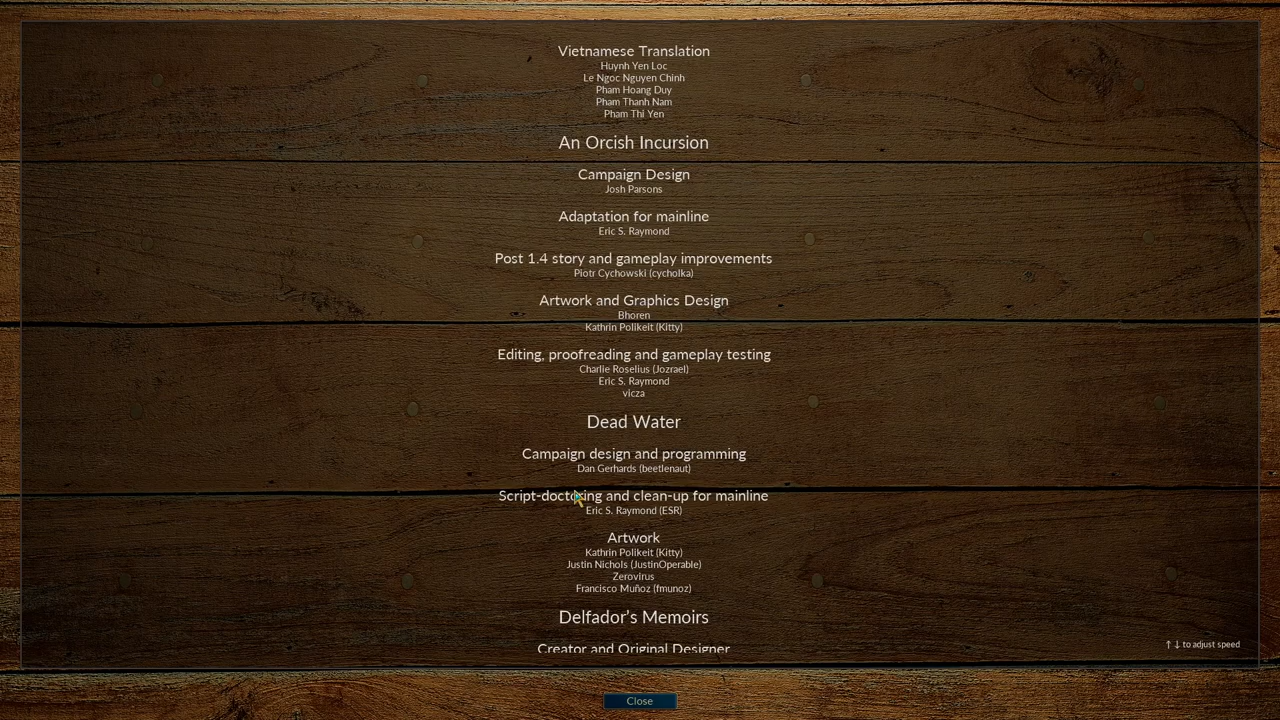 Vietnamese Translation
Huynh Yen Loc
Le Ngoc Nguyen Chinh
Pham Hoang Duy
Pham Thanh Nam
Pham Thi Yen
An Orcish Incursion
Campaign Design
Josh Parsons
Adaptation for mainline
Eric S. Raymond
Post 1.4 story and gameplay improvements
Piotr Cychowski (cycholka)
Artwork and Graphics Design
Bhoren
Kathrin Polikeit (Kitty)
Editing, proofreading and gameplay testing
Charlie Roselius (Jozrael)
Eric S. Raymond
vicza
Dead Water
Campaign design and programming
Dan Gerhards (beetlenaut)
Script-doctoring and clean-up for mainline
Eric S. Raymond (ESR)
Artwork
Kathrin Polikeit (Kitty)
Justin Nichols (JustinOperable)
Zerovirus
Francisco Muñoz (fmunoz)
Delfador's Memoirs
Creator and Original Designer
↑ ↓ to adjust speed
Close